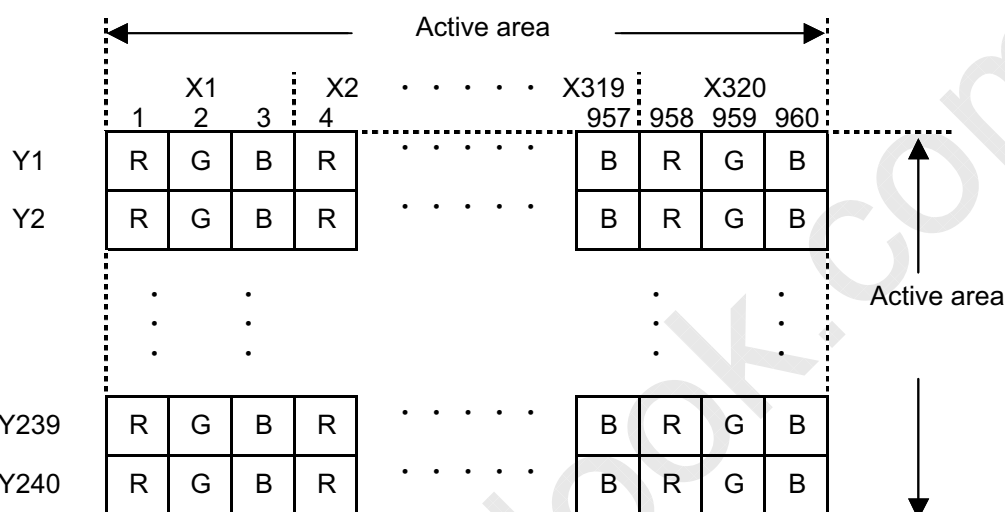 Active area
X1 X2 · · · · · X319 X320
1 2 3 4 957 958 959 960
Y1 R G B R · · · · · B R G B
Y2 R G B R · · · · · B R G B
Active area
Y239 R G B R · · · · · B R G B
Y240 R G B R · · · · · B R G B